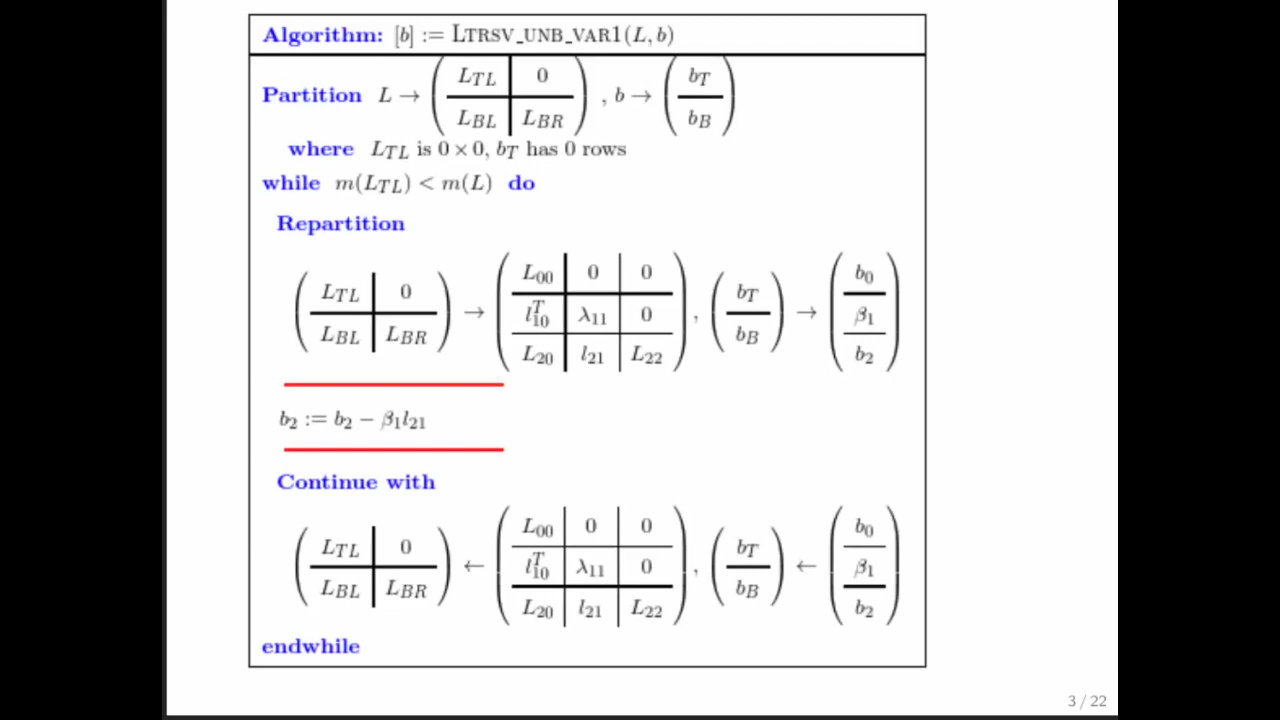 Algorithm: [b] := LTRSV_UNB_VAR1(L, b)
Partition L → ( L_TL 0 / L_BL L_BR ) , b → ( b_T / b_B )
where L_TL is 0 × 0, b_T has 0 rows
while m(L_TL) < m(L) do
Repartition
( L_TL 0 / L_BL L_BR ) → ( L_00 0 0 / l_10^T λ_11 0 / L_20 l_21 L_22 ) , ( b_T / b_B ) → ( b_0 / β_1 / b_2 )
b_2 := b_2 − β_1 l_21
Continue with
( L_TL 0 / L_BL L_BR ) ← ( L_00 0 0 / l_10^T λ_11 0 / L_20 l_21 L_22 ) , ( b_T / b_B ) ← ( b_0 / β_1 / b_2 )
endwhile
3 / 22